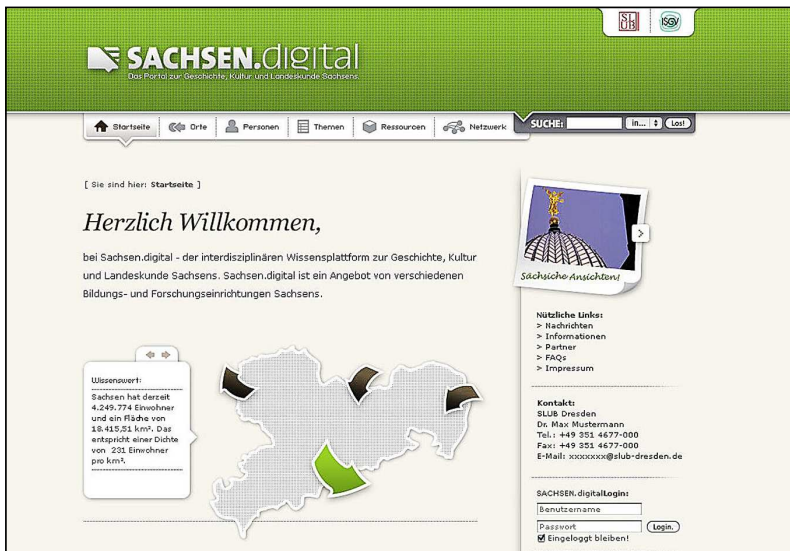 SLUB
ISGV
SACHSEN.digital
Das Portal zur Geschichte, Kultur und Landeskunde Sachsens.
Startseite
Orte
Personen
Themen
Ressourcen
Netzwerk
SUCHE:
in...
Los!
[ Sie sind hier: Startseite ]
Herzlich Willkommen,
bei Sachsen.digital - der interdisziplinären Wissensplattform zur Geschichte, Kultur
und Landeskunde Sachsens. Sachsen.digital ist ein Angebot von verschiedenen
Bildungs- und Forschungseinrichtungen Sachsens.
Wissenswert:
Sachsen hat derzeit
4.249.774 Einwohner
und ein Fläche von
18.415,51 km². Das
entspricht einer Dichte
von 231 Einwohner
pro km².
Sächsiche Ansichten!
Nützliche Links:
> Nachrichten
> Informationen
> Partner
> FAQs
> Impressum
Kontakt:
SLUB Dresden
Dr. Max Mustermann
Tel.: +49 351 4677-000
Fax: +49 351 4677-000
E-Mail: xxxxxxx@slub-dresden.de
SACHSEN.digitalLogin:
Benutzername
Passwort
Login.
Eingeloggt bleiben!